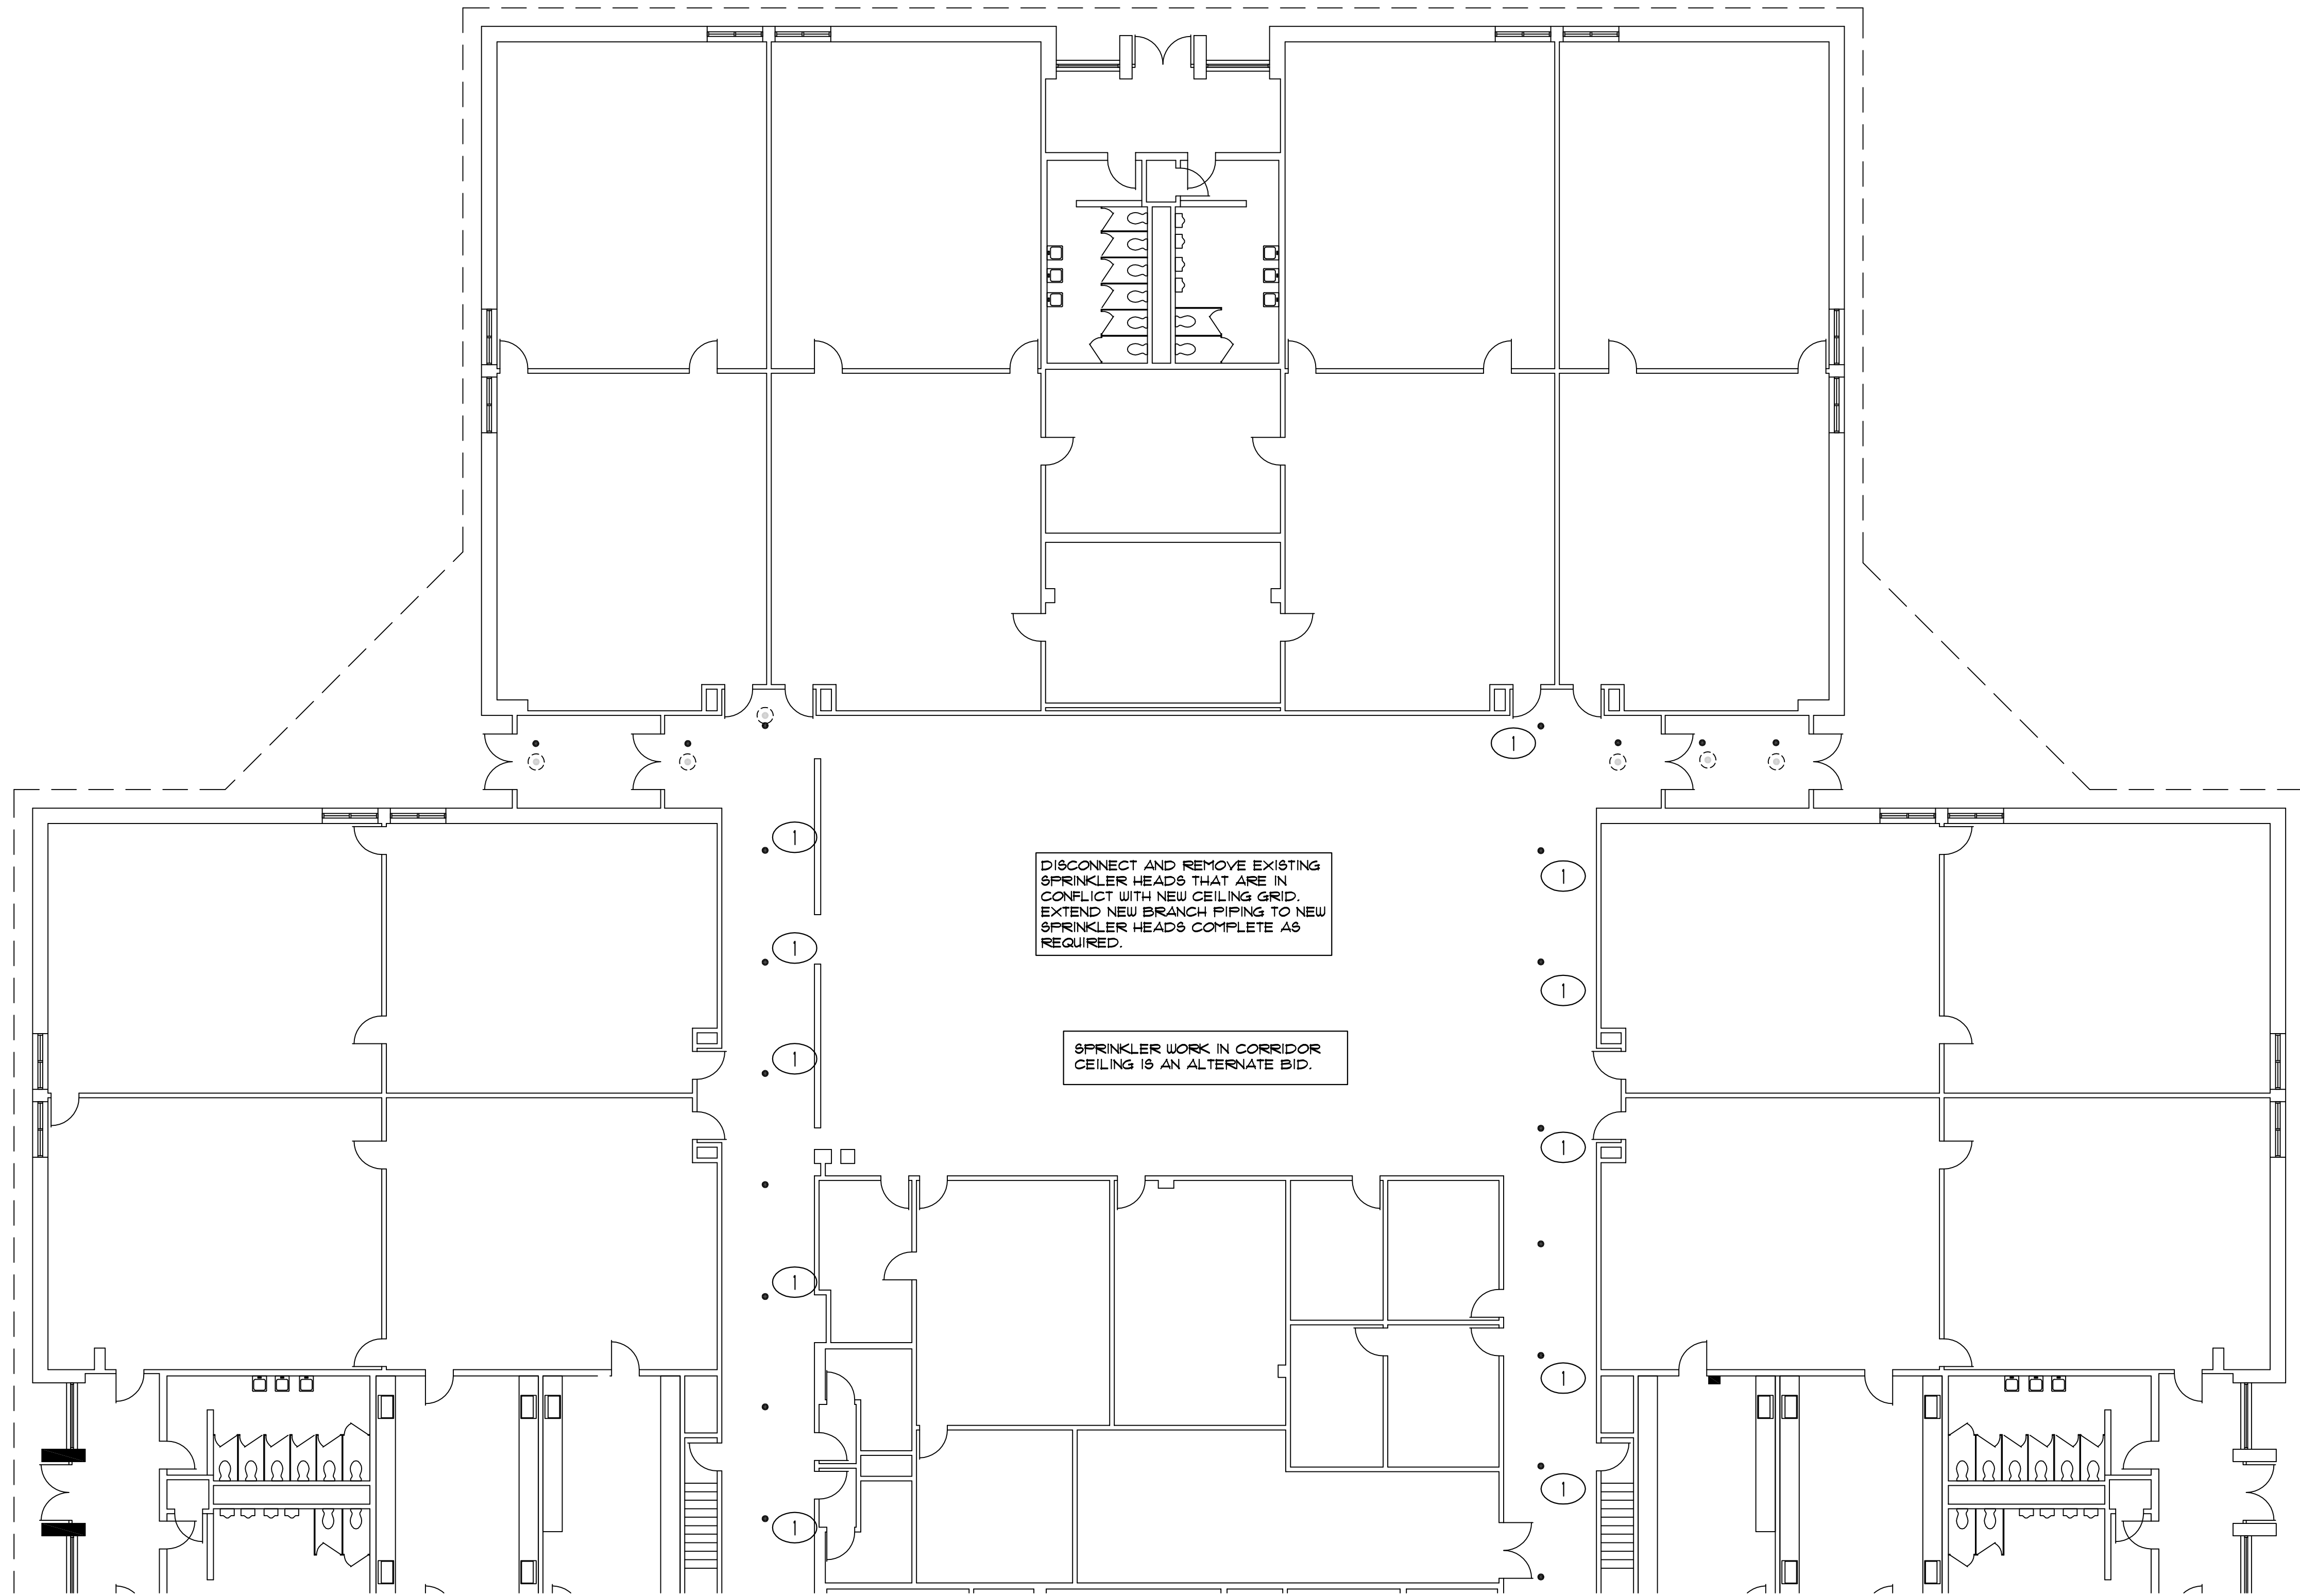 1
1
1
DISCONNECT AND REMOVE EXISTING
SPRINKLER HEADS THAT ARE IN
CONFLICT WITH NEW CEILING GRID.
EXTEND NEW BRANCH PIPING TO NEW
SPRINKLER HEADS COMPLETE AS
REQUIRED.
1
1
1
SPRINKLER WORK IN CORRIDOR
CEILING IS AN ALTERNATE BID.
1
1
1
1
1
1